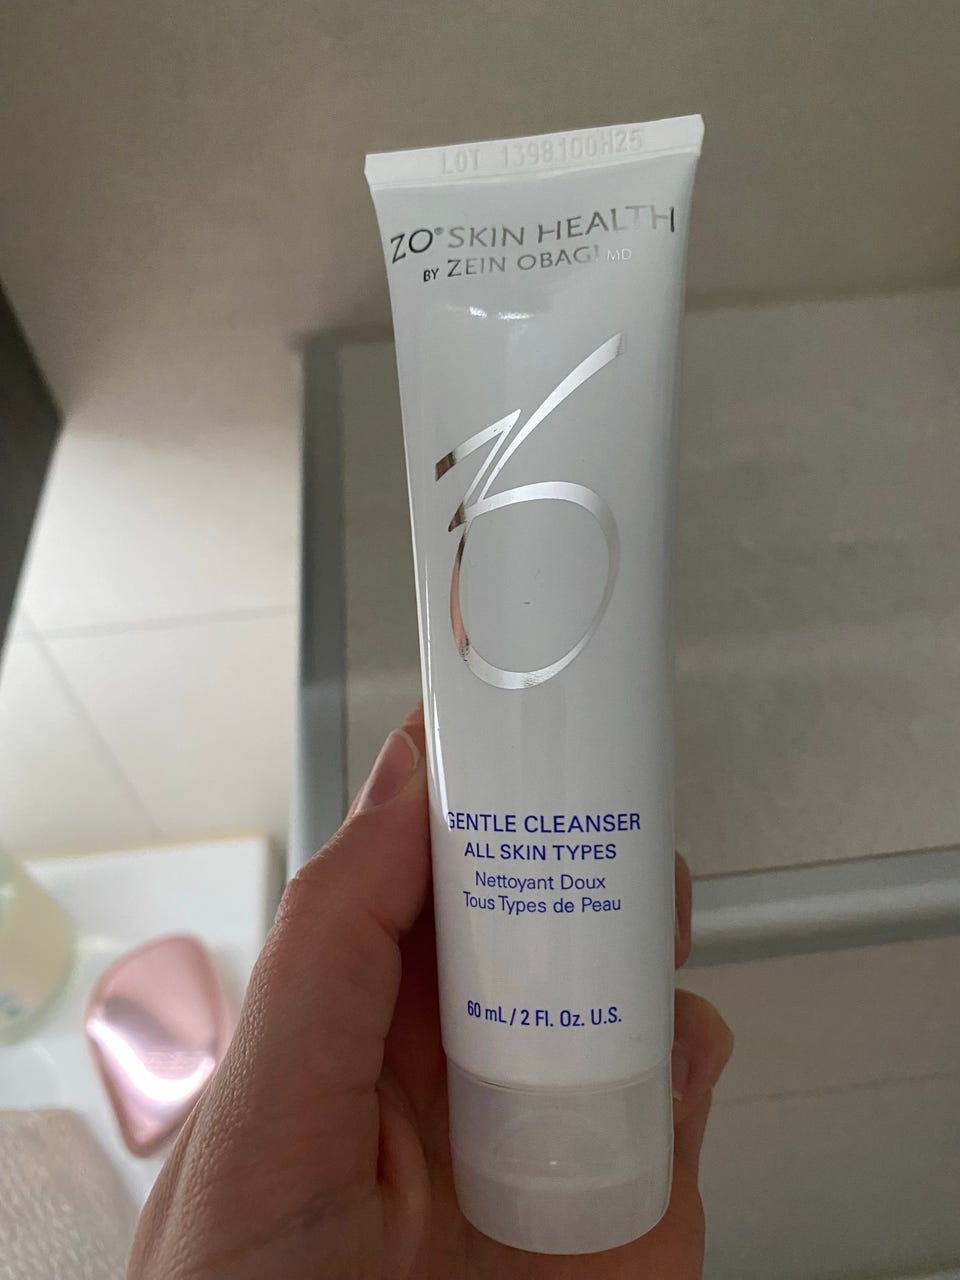 LOT 1398100H25
ZO® SKIN HEALTH
BY ZEIN OBAGI MD
GENTLE CLEANSER
ALL SKIN TYPES
Nettoyant Doux
Tous Types de Peau
60 mL / 2 Fl. Oz. U.S.